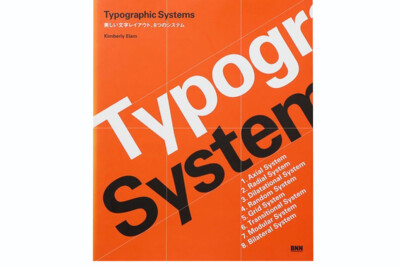 Typographic Systems
美しい文字レイアウト、8つのシステム
Kimberly Elam
Typogr
System
1. Axial System
2. Radial System
3. Dilatational System
4. Random System
5. Grid System
6. Transitional System
7. Modular System
8. Bilateral System
BNN